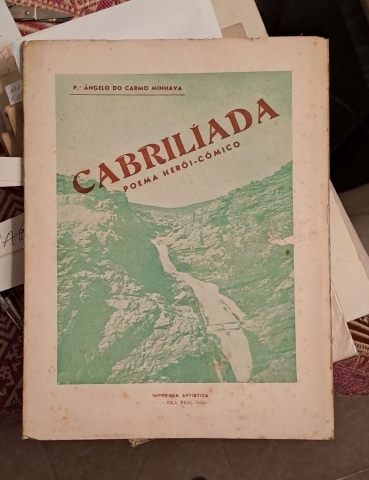 P.e ÂNGELO DO CARMO MINHAVA
CABRILÍADA
POEMA HERÓI-CÓMICO
IMPRENSA ARTÍSTICA
VILA REAL